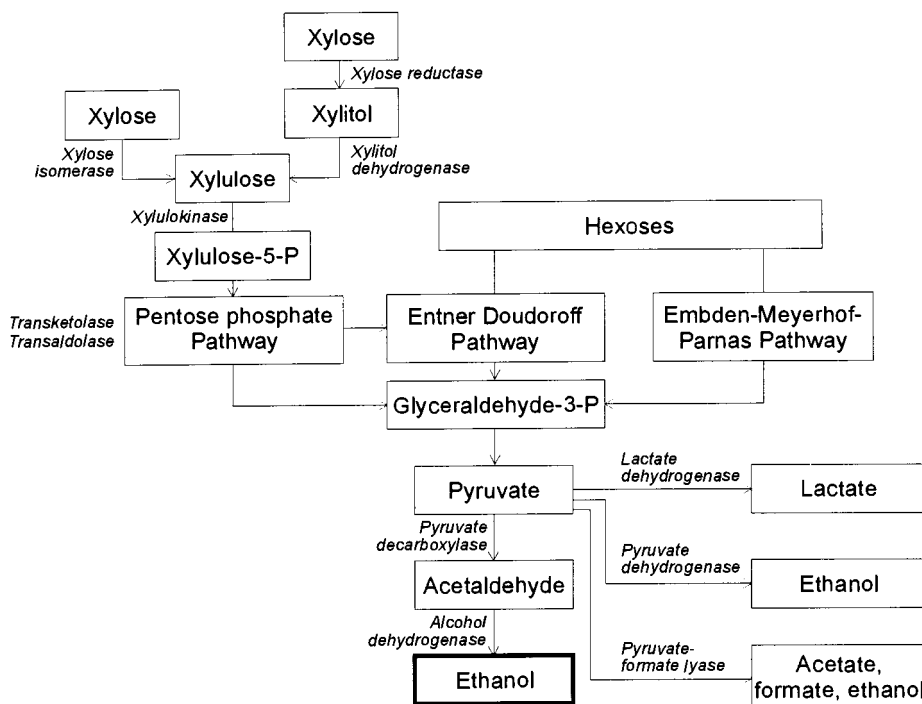 Xylose
Xylose reductase
Xylose
Xylitol
Xylose
isomerase
Xylitol
dehydrogenase
Xylulose
Xylulokinase
Hexoses
Xylulose-5-P
Transketolase
Transaldolase
Pentose phosphate
Pathway
Entner Doudoroff
Pathway
Embden-Meyerhof-
Parnas Pathway
Glyceraldehyde-3-P
Lactate
dehydrogenase
Pyruvate
Lactate
Pyruvate
decarboxylase
Pyruvate
dehydrogenase
Acetaldehyde
Ethanol
Alcohol
dehydrogenase
Pyruvate-
formate lyase
Ethanol
Acetate,
formate, ethanol